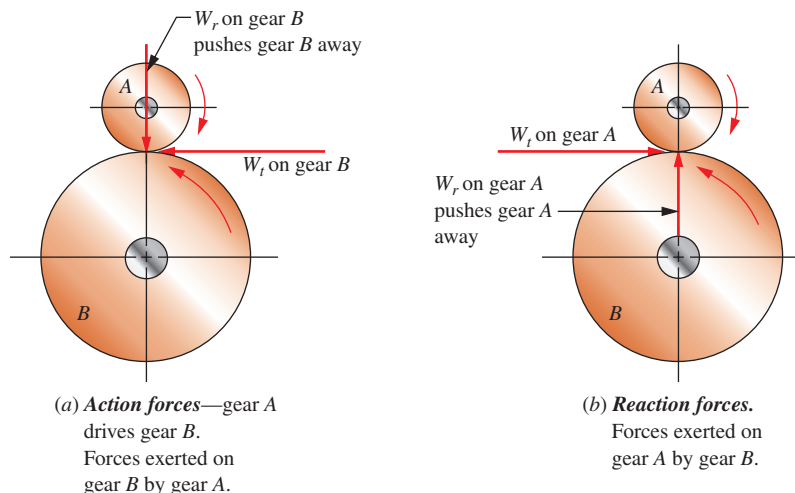 W_r on gear B
pushes gear B away
A
W_t on gear B
B
(a) Action forces—gear A
drives gear B.
Forces exerted on
gear B by gear A.
A
W_t on gear A
W_r on gear A
pushes gear A
away
B
(b) Reaction forces.
Forces exerted on
gear A by gear B.